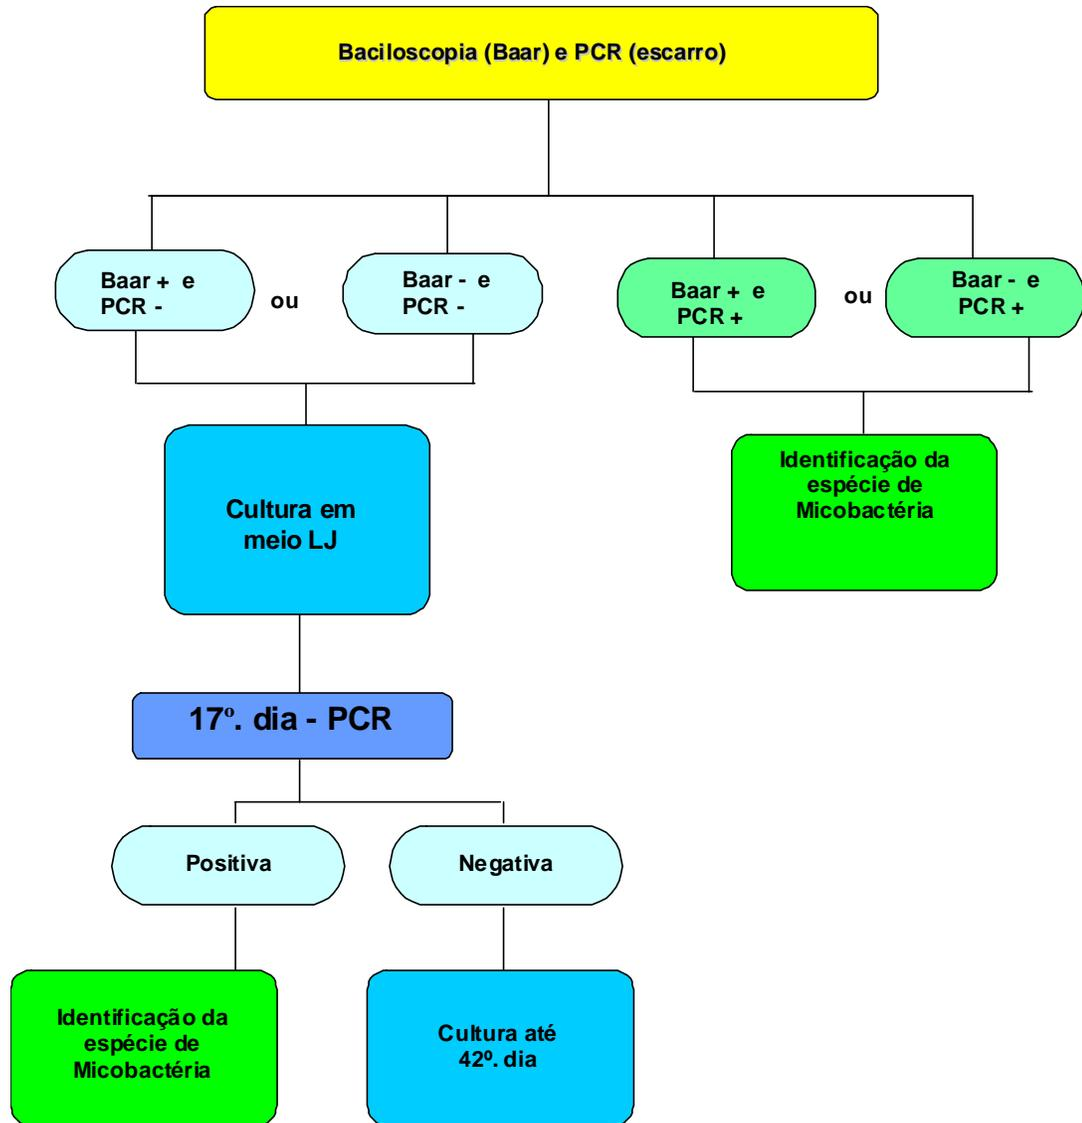 Baciloscopia (Baar) e PCR (escarro)
Baar + e
PCR -
ou
Baar - e
PCR -
Baar + e
PCR +
ou
Baar - e
PCR +
Cultura em
meio LJ
Identificação da
espécie de
Micobactéria
17º. dia - PCR
Positiva
Negativa
Identificação da
espécie de
Micobactéria
Cultura até
42º. dia